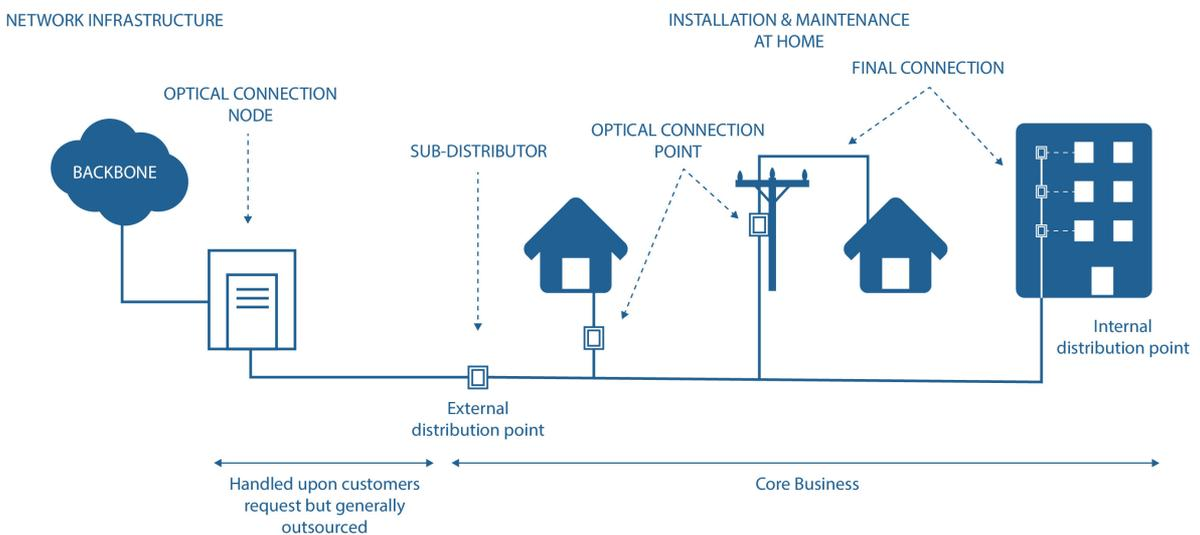 NETWORK INFRASTRUCTURE
INSTALLATION & MAINTENANCE
AT HOME
FINAL CONNECTION
OPTICAL CONNECTION
NODE
OPTICAL CONNECTION
POINT
SUB-DISTRIBUTOR
BACKBONE
Internal
distribution point
External
distribution point
Handled upon customers
request but generally
outsourced
Core Business